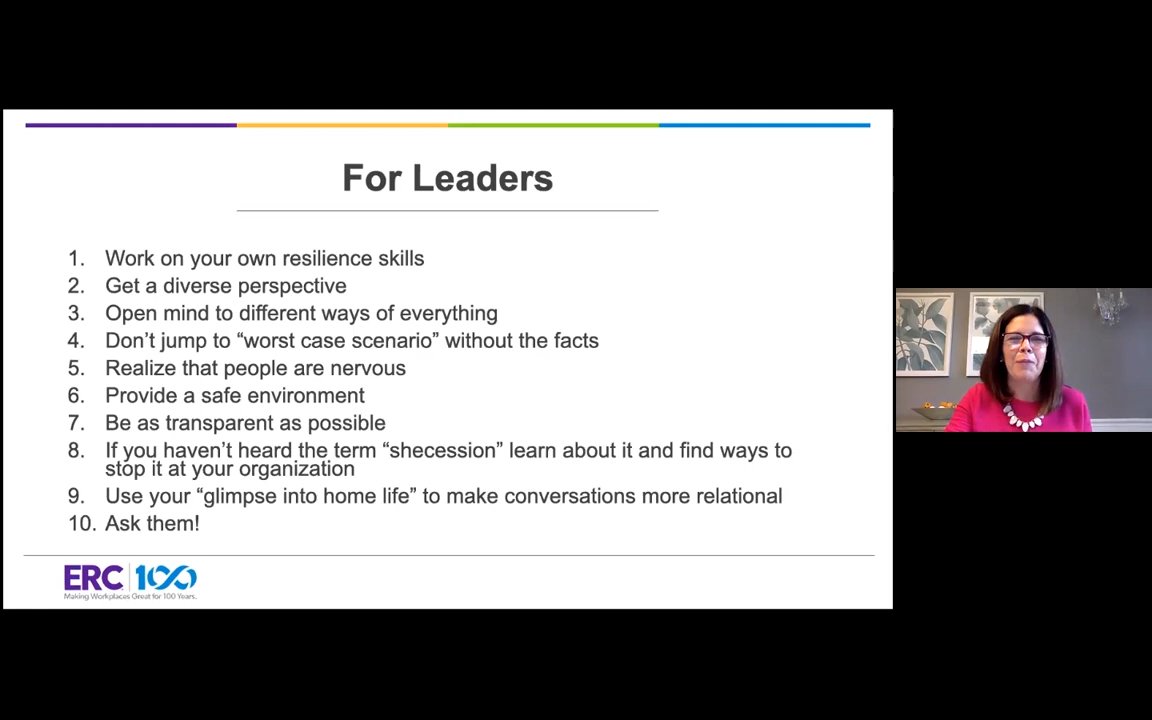 For Leaders
1. Work on your own resilience skills
2. Get a diverse perspective
3. Open mind to different ways of everything
4. Don’t jump to “worst case scenario” without the facts
5. Realize that people are nervous
6. Provide a safe environment
7. Be as transparent as possible
8. If you haven’t heard the term “shecession” learn about it and find ways to
stop it at your organization
9. Use your “glimpse into home life” to make conversations more relational
10. Ask them!
ERC 100
Making Workplaces Great for 100 Years.